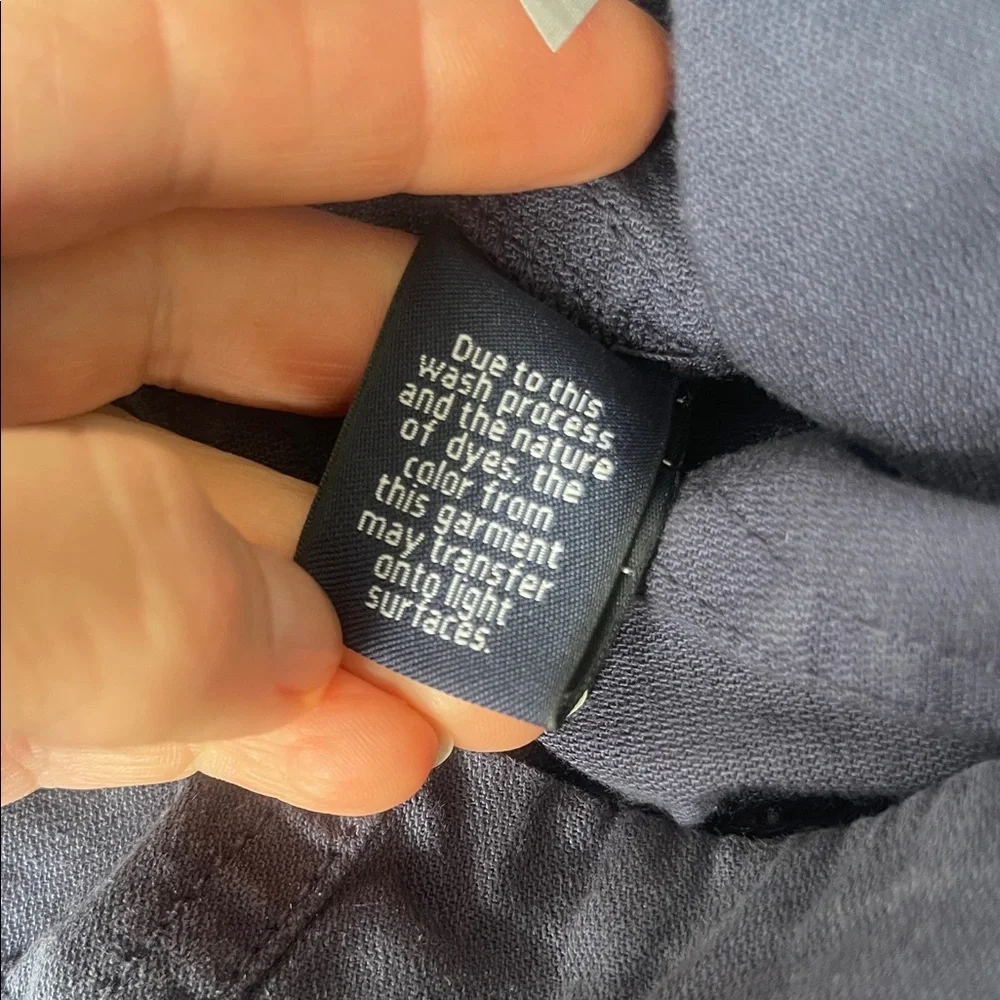 Due to this
wash process
and the nature
of dyes, the
color from
this garment
may transfer
onto light
surfaces.